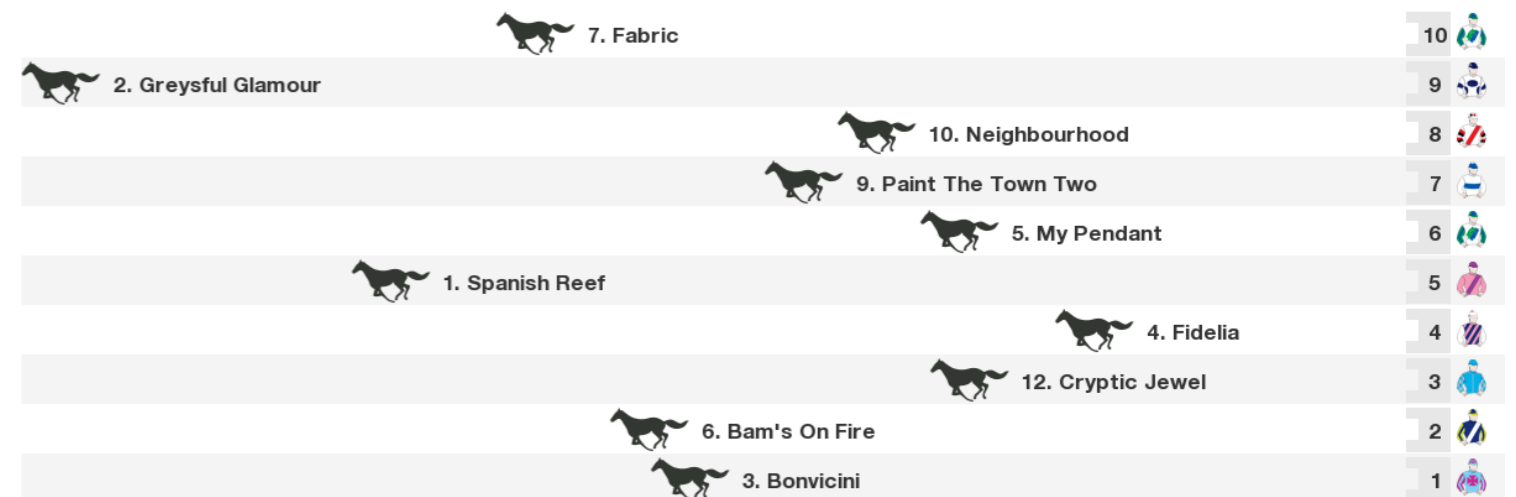 7. Fabric 10
2. Greysful Glamour 9
10. Neighbourhood 8
9. Paint The Town Two 7
5. My Pendant 6
1. Spanish Reef 5
4. Fidelia 4
12. Cryptic Jewel 3
6. Bam's On Fire 2
3. Bonvicini 1